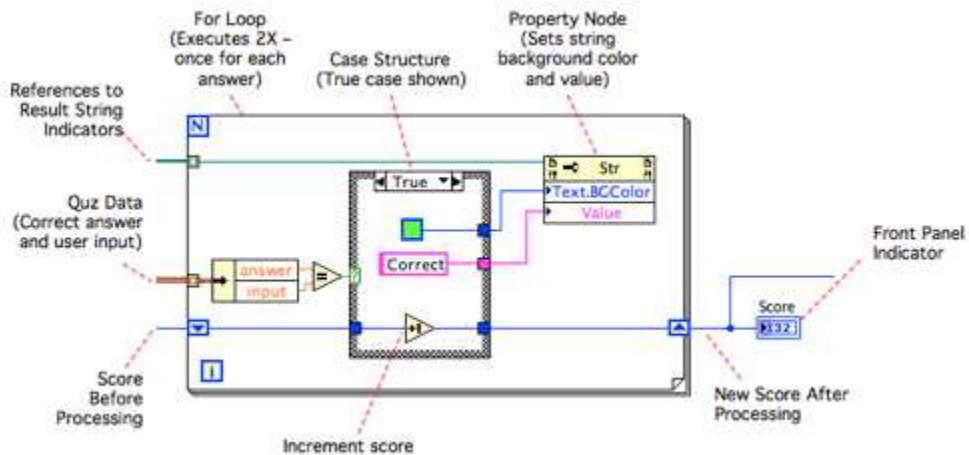 For Loop
(Executes 2X –
once for each
answer)
Case Structure
(True case shown)
Property Node
(Sets string
background color
and value)
References to
Result String
Indicators
N
True
Str
Text.BGColor
Value
Quz Data
(Correct answer
and user input)
Correct
answer
input
=
?
Front Panel
Indicator
Score
I32
+1
i
Score
Before
Processing
New Score After
Processing
Increment score